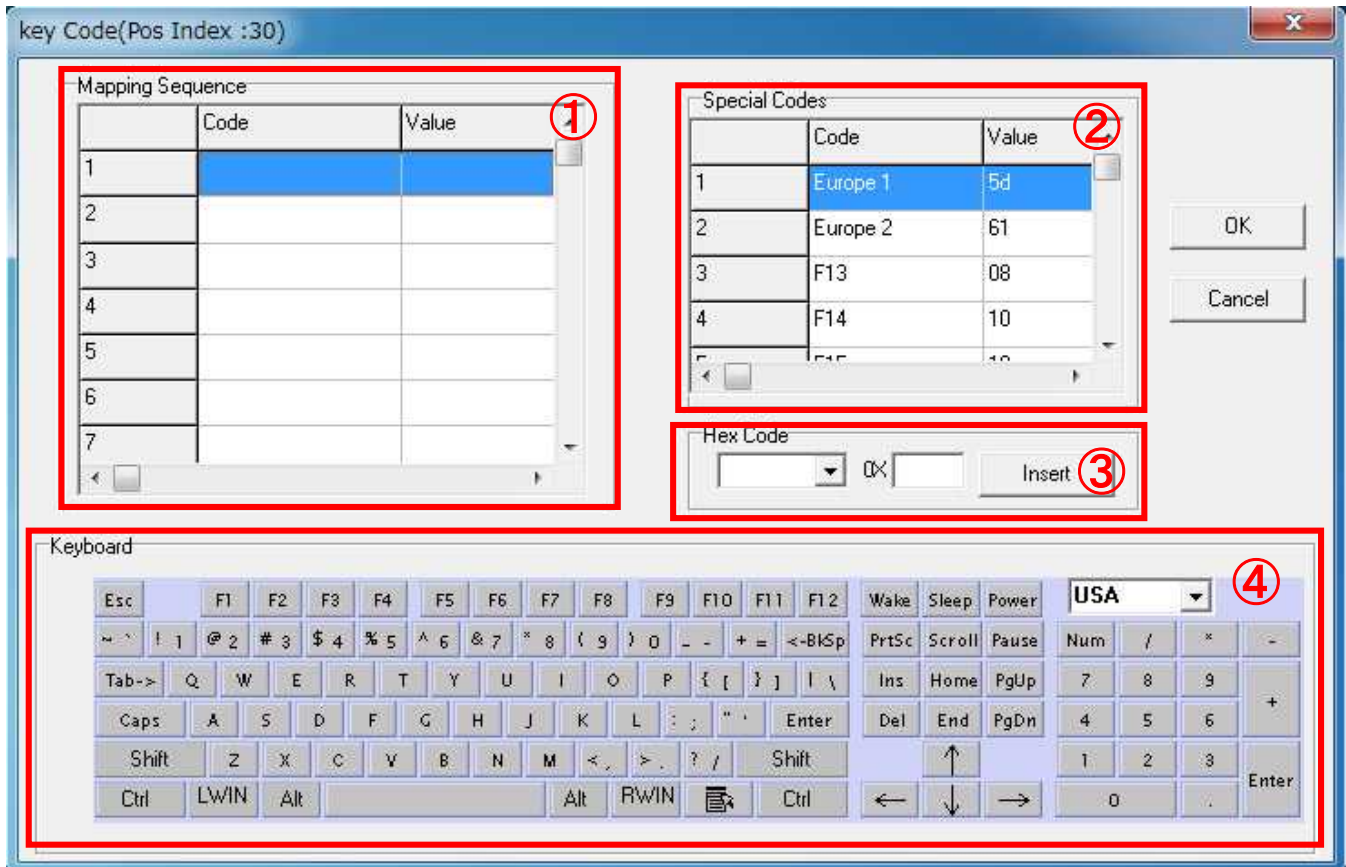 key Code(Pos Index :30)
Mapping Sequence
①
Code Value
1
2
3
4
5
6
7
Special Codes
②
Code Value
1 Europe 1 5d
2 Europe 2 61
3 F13 08
4 F14 10
OK
Cancel
Hex Code
0X Insert ③
Keyboard
④
Esc F1 F2 F3 F4 F5 F6 F7 F8 F9 F10 F11 F12 Wake Sleep Power USA
~ ` ! 1 @ 2 # 3 $ 4 % 5 ^ 6 & 7 * 8 ( 9 ) 0 _ - + = <-BkSp PrtSc Scroll Pause Num / * -
Tab-> Q W E R T Y U I O P { [ } ] | \ Ins Home PgUp 7 8 9 +
Caps A S D F G H J K L : ; " ' Enter Del End PgDn 4 5 6
Shift Z X C V B N M < , > . ? / Shift ↑ 1 2 3 Enter
Ctrl LWIN Alt Alt RWIN Ctrl ← ↓ → 0 .